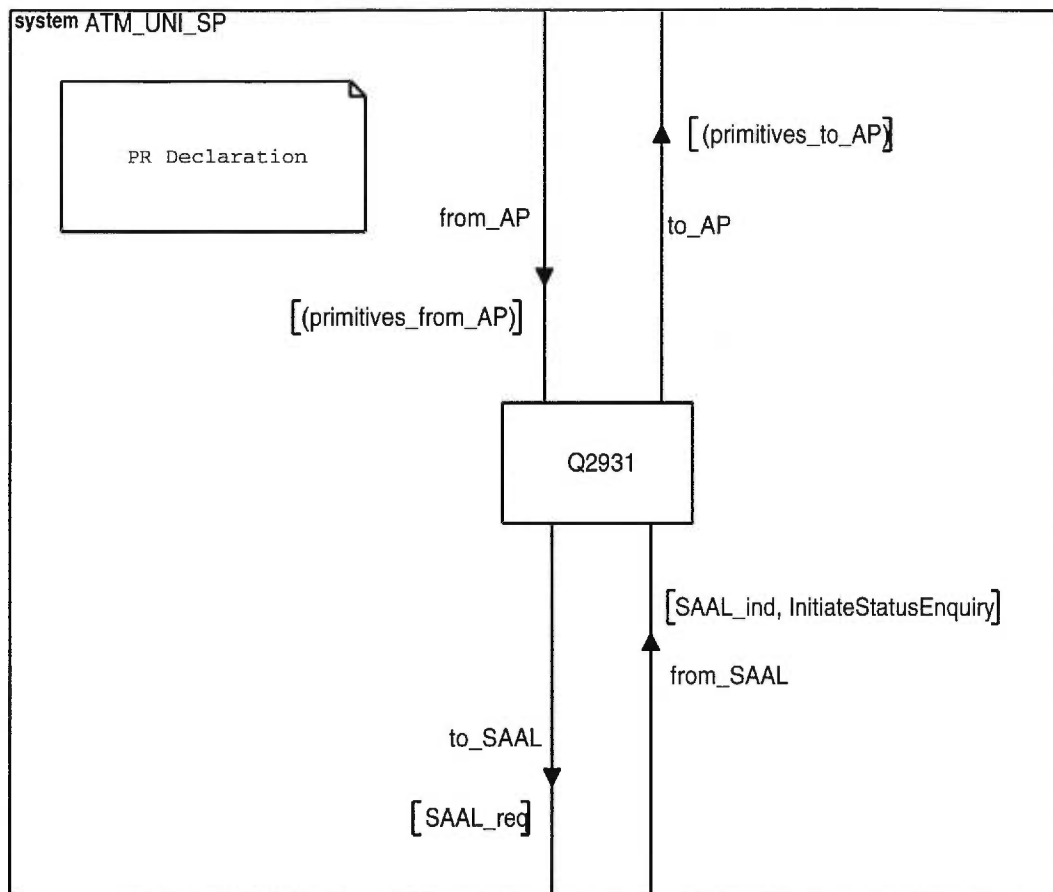 system ATM_UNI_SP
[(primitives_to_AP)]
PR Declaration
from_AP
to_AP
[(primitives_from_AP)]
Q2931
[SAAL_ind, InitiateStatusEnquiry]
from_SAAL
to_SAAL
[SAAL_req]